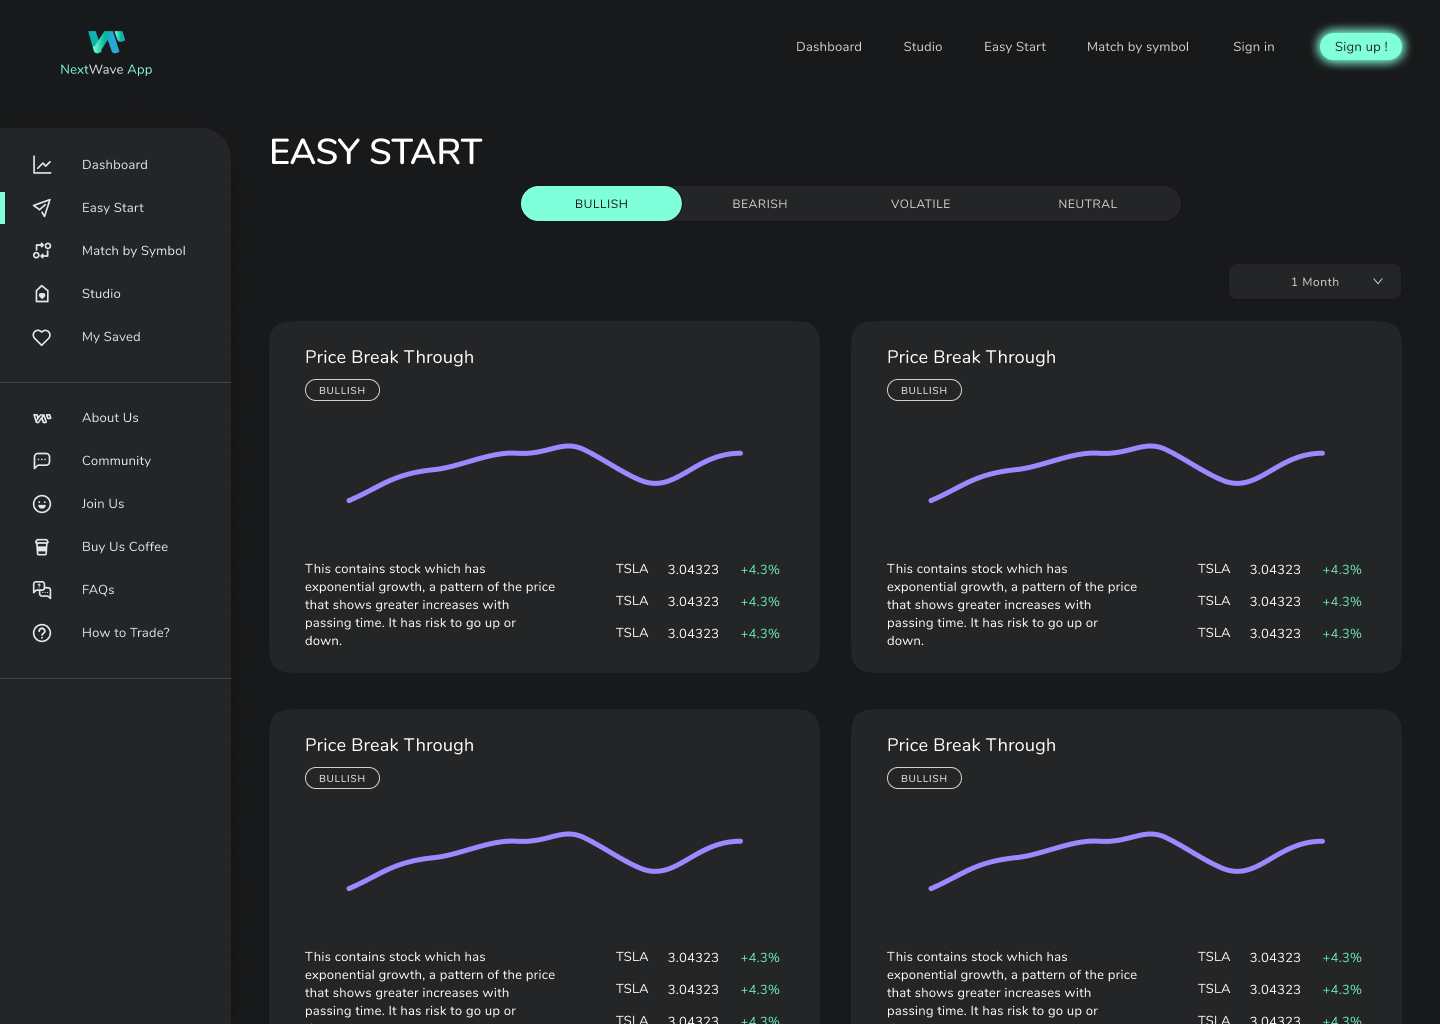 NextWave App
Dashboard
Studio
Easy Start
Match by symbol
Sign in
Sign up !
Dashboard
Easy Start
Match by Symbol
Studio
My Saved
About Us
Community
Join Us
Buy Us Coffee
FAQs
How to Trade?
EASY START
BULLISH
BEARISH
VOLATILE
NEUTRAL
1 Month
Price Break Through
BULLISH
This contains stock which has
exponential growth, a pattern of the price
that shows greater increases with
passing time. It has risk to go up or
down.
TSLA 3.04323 +4.3%
TSLA 3.04323 +4.3%
TSLA 3.04323 +4.3%
Price Break Through
BULLISH
This contains stock which has
exponential growth, a pattern of the price
that shows greater increases with
passing time. It has risk to go up or
down.
TSLA 3.04323 +4.3%
TSLA 3.04323 +4.3%
TSLA 3.04323 +4.3%
Price Break Through
BULLISH
This contains stock which has
exponential growth, a pattern of the price
that shows greater increases with
passing time. It has risk to go up or
TSLA 3.04323 +4.3%
TSLA 3.04323 +4.3%
TSLA 3.04323 +4.3%
Price Break Through
BULLISH
This contains stock which has
exponential growth, a pattern of the price
that shows greater increases with
passing time. It has risk to go up or
TSLA 3.04323 +4.3%
TSLA 3.04323 +4.3%
TSLA 3.04323 +4.3%